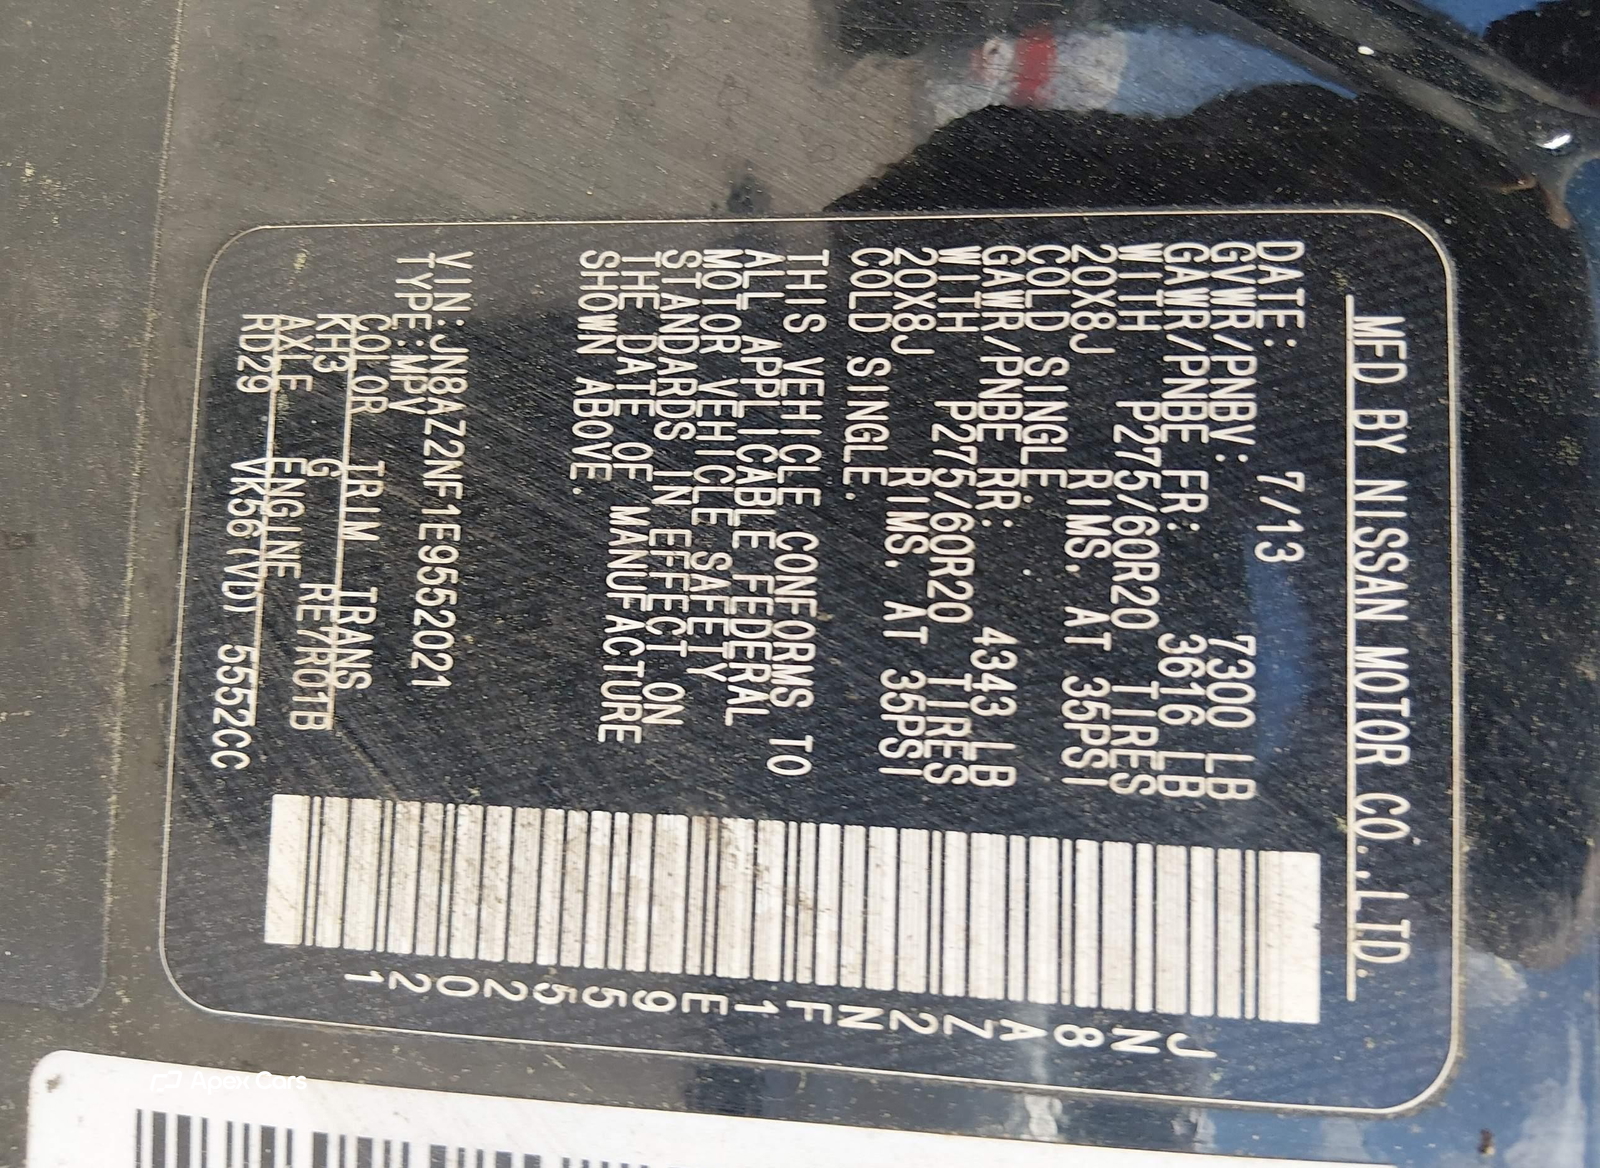 MFD BY NISSAN MOTOR CO.,LTD.
DATE: 7/13
GVWR/PNBV: 7300 LB
GAWR/PNBE FR: 3616 LB
WITH P275/60R20 TIRES
20X8J RIMS, AT 35PSI
COLD SINGLE.
GAWR/PNBE RR: 4343 LB
WITH P275/60R20 TIRES
20X8J RIMS, AT 35PSI
COLD SINGLE.
THIS VEHICLE CONFORMS TO
ALL APPLICABLE FEDERAL
MOTOR VEHICLE SAFETY
STANDARDS IN EFFECT ON
THE DATE OF MANUFACTURE
SHOWN ABOVE.
VIN:JN8AZ2NF1E9552021
TYPE:MPV
COLOR TRIM TRANS
KH3 G RE7R01B
AXLE ENGINE
RD29 VK56(VD) 5552CC
JN8AZ2NF1E9552021
Apex Cars